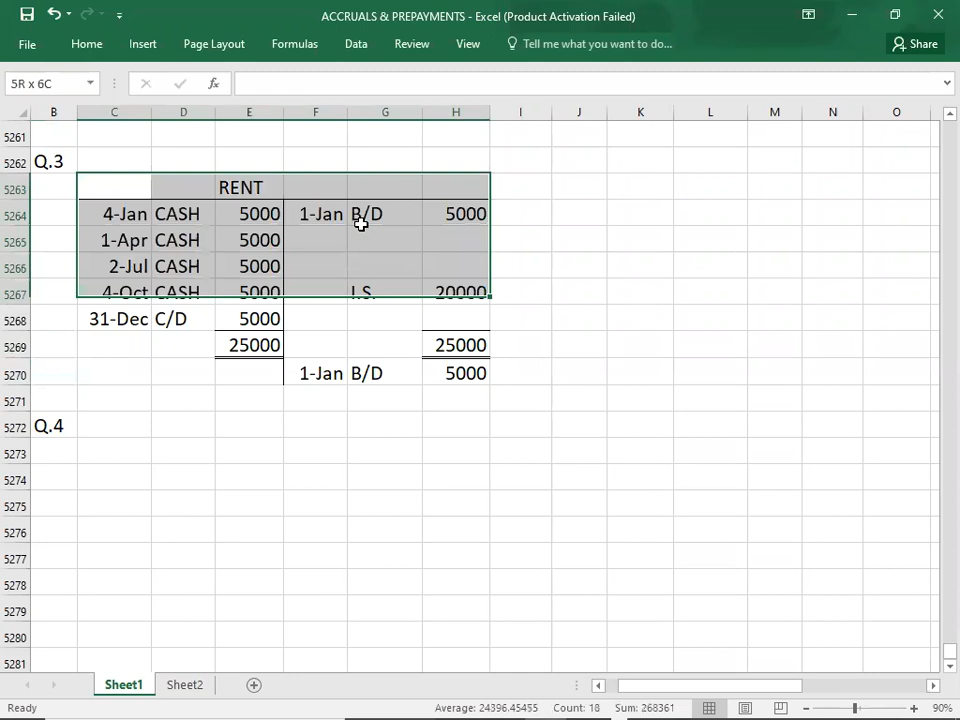 ACCRUALS & PREPAYMENTS - Excel (Product Activation Failed)
File Home Insert Page Layout Formulas Data Review View Tell me what you want to do... Share
5R x 6C fx
B C D E F G H I J K L M N O
5261
5262 Q.3
5263 RENT
5264 4-Jan CASH 5000 1-Jan B/D 5000
5265 1-Apr CASH 5000
5266 2-Jul CASH 5000
5267 4-Oct CASH 5000 I.S. 20000
5268 31-Dec C/D 5000
5269 25000 25000
5270 1-Jan B/D 5000
5271
5272 Q.4
5273
5274
5275
5276
5277
5278
5279
5280
5281
Sheet1 Sheet2
Ready Average: 24396.45455 Count: 18 Sum: 268361 90%